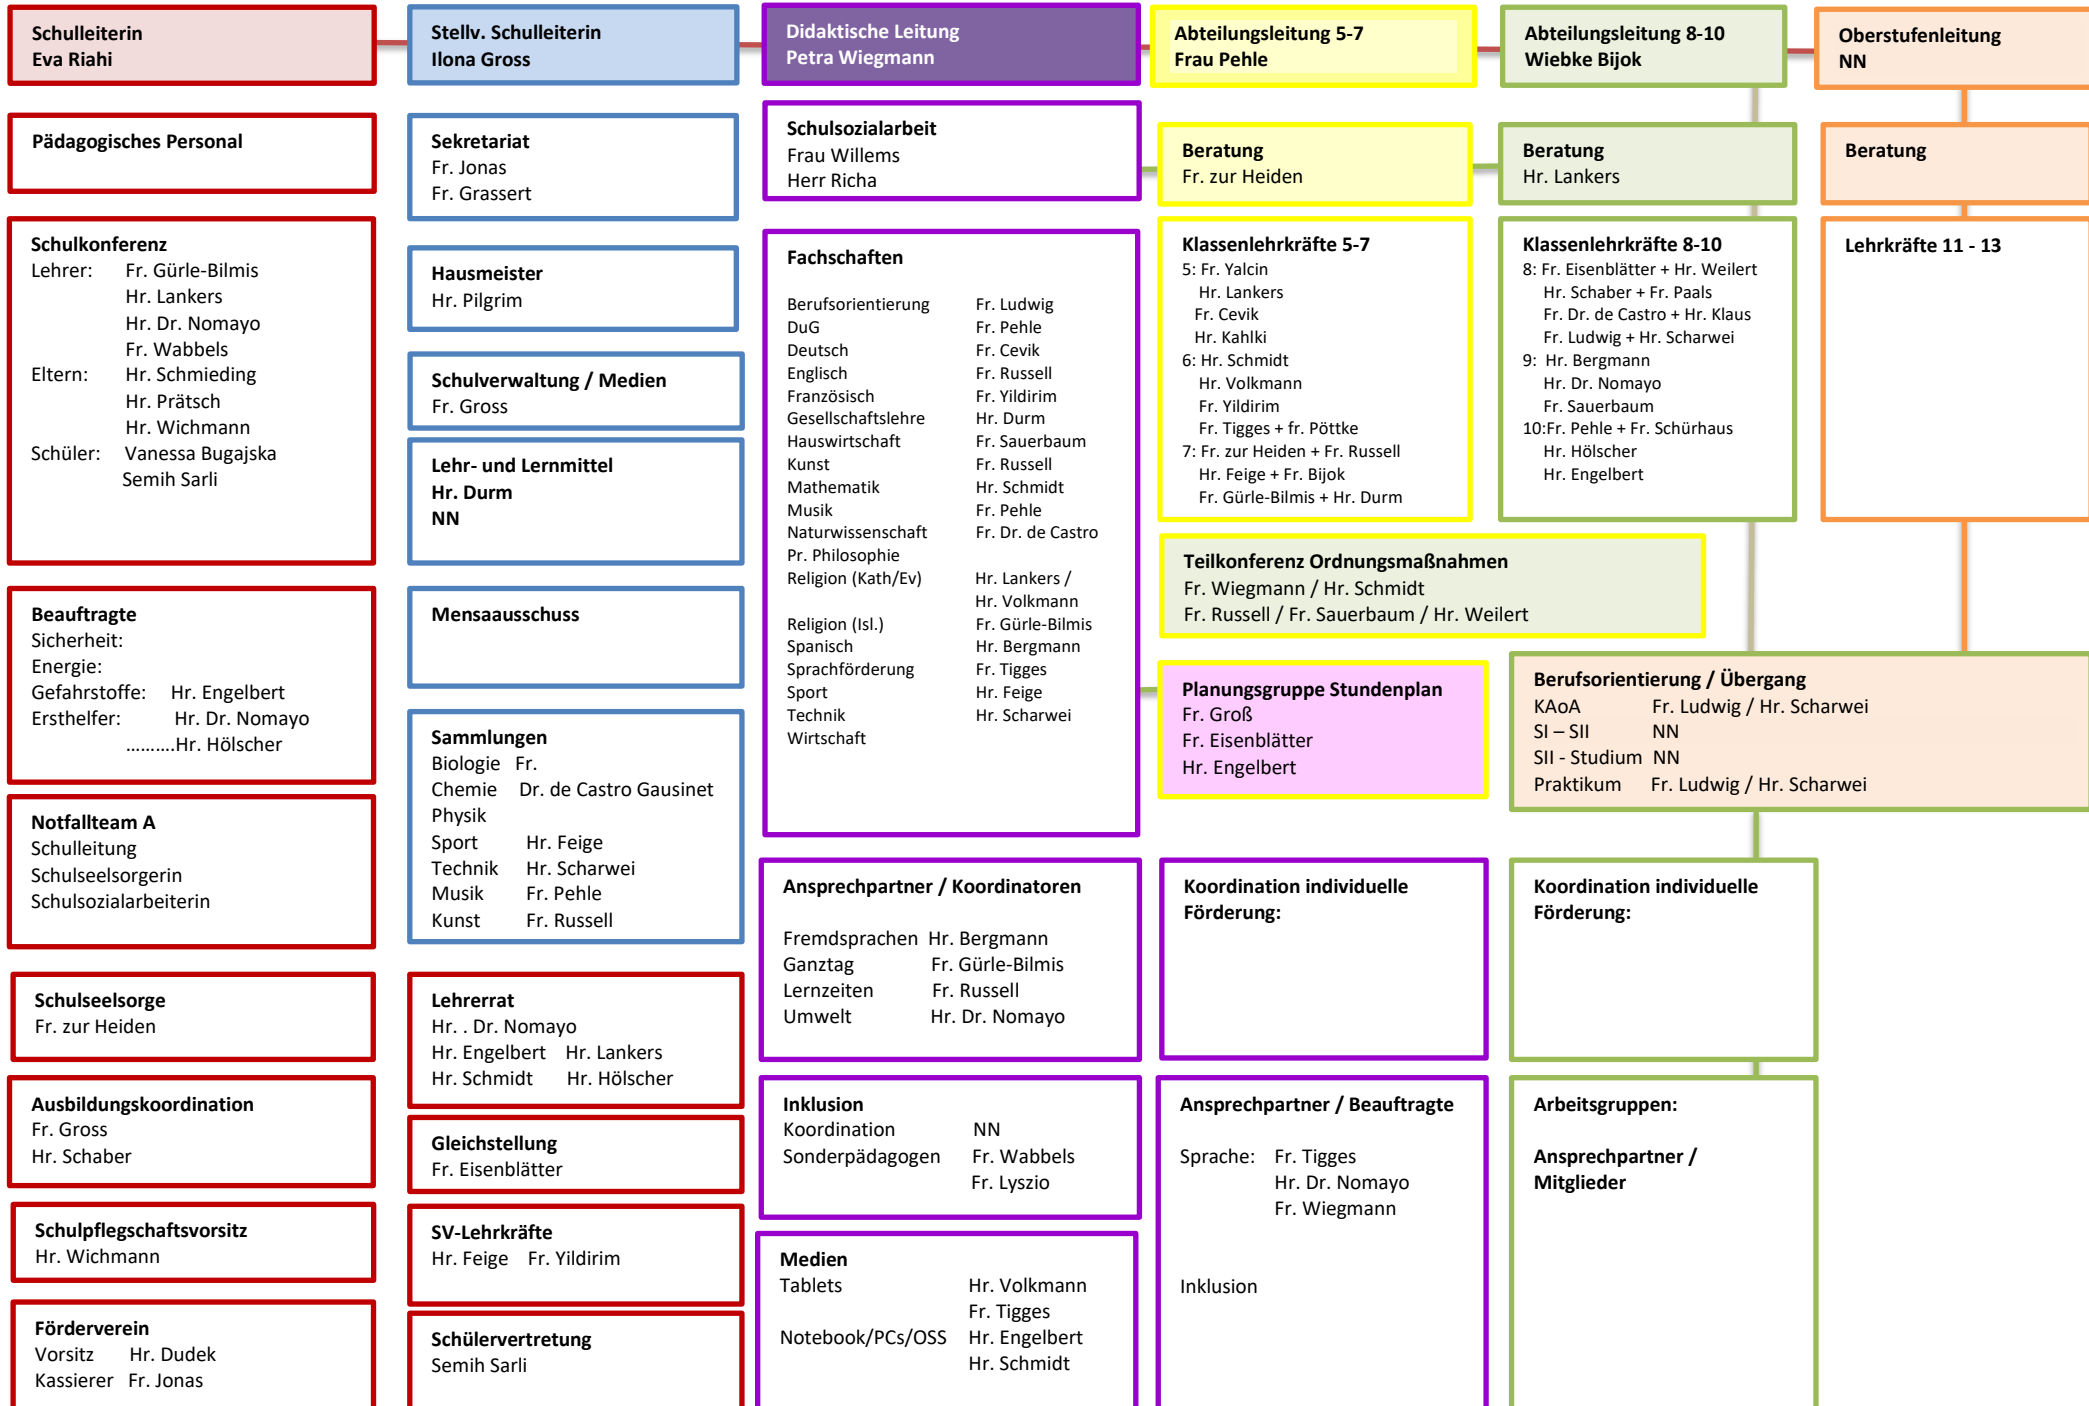 Schulleiterin
Eva Riahi
Stellv. Schulleiterin
Ilona Gross
Didaktische Leitung
Petra Wiegmann
Abteilungsleitung 5-7
Frau Pehle
Abteilungsleitung 8-10
Wiebke Bijok
Oberstufenleitung
NN
Pädagogisches Personal
Schulkonferenz
Lehrer: Fr. Gürle-Bilmis
Hr. Lankers
Hr. Dr. Nomayo
Fr. Wabbels
Eltern: Hr. Schmieding
Hr. Prätsch
Hr. Wichmann
Schüler: Vanessa Bugajska
Semih Sarli
Beauftragte
Sicherheit:
Energie:
Gefahrstoffe: Hr. Engelbert
Ersthelfer: Hr. Dr. Nomayo
..........Hr. Hölscher
Notfallteam A
Schulleitung
Schulseelsorgerin
Schulsozialarbeiterin
Schulseelsorge
Fr. zur Heiden
Ausbildungskoordination
Fr. Gross
Hr. Schaber
Schulpflegschaftsvorsitz
Hr. Wichmann
Förderverein
Vorsitz Hr. Dudek
Kassierer Fr. Jonas
Sekretariat
Fr. Jonas
Fr. Grassert
Hausmeister
Hr. Pilgrim
Schulverwaltung / Medien
Fr. Gross
Lehr- und Lernmittel
Hr. Durm
NN
Mensaausschuss
Sammlungen
Biologie Fr.
Chemie Dr. de Castro Gausinet
Physik
Sport Hr. Feige
Technik Hr. Scharwei
Musik Fr. Pehle
Kunst Fr. Russell
Lehrerrat
Hr. . Dr. Nomayo
Hr. Engelbert Hr. Lankers
Hr. Schmidt Hr. Hölscher
Gleichstellung
Fr. Eisenblätter
SV-Lehrkräfte
Hr. Feige Fr. Yildirim
Schülervertretung
Semih Sarli
Schulsozialarbeit
Frau Willems
Herr Richa
Fachschaften
Berufsorientierung Fr. Ludwig
DuG Fr. Pehle
Deutsch Fr. Cevik
Englisch Fr. Russell
Französisch Fr. Yildirim
Gesellschaftslehre Hr. Durm
Hauswirtschaft Fr. Sauerbaum
Kunst Fr. Russell
Mathematik Hr. Schmidt
Musik Fr. Pehle
Naturwissenschaft Fr. Dr. de Castro
Pr. Philosophie
Religion (Kath/Ev) Hr. Lankers /
Hr. Volkmann
Religion (Isl.) Fr. Gürle-Bilmis
Spanisch Hr. Bergmann
Sprachförderung Fr. Tigges
Sport Hr. Feige
Technik Hr. Scharwei
Wirtschaft
Ansprechpartner / Koordinatoren
Fremdsprachen Hr. Bergmann
Ganztag Fr. Gürle-Bilmis
Lernzeiten Fr. Russell
Umwelt Hr. Dr. Nomayo
Inklusion
Koordination NN
Sonderpädagogen Fr. Wabbels
Fr. Lyszio
Medien
Tablets Hr. Volkmann
Fr. Tigges
Notebook/PCs/OSS Hr. Engelbert
Hr. Schmidt
Beratung
Fr. zur Heiden
Klassenlehrkräfte 5-7
5: Fr. Yalcin
Hr. Lankers
Fr. Cevik
Hr. Kahlki
6: Hr. Schmidt
Hr. Volkmann
Fr. Yildirim
Fr. Tigges + fr. Pöttke
7: Fr. zur Heiden + Fr. Russell
Hr. Feige + Fr. Bijok
Fr. Gürle-Bilmis + Hr. Durm
Beratung
Hr. Lankers
Klassenlehrkräfte 8-10
8: Fr. Eisenblätter + Hr. Weilert
Hr. Schaber + Fr. Paals
Fr. Dr. de Castro + Hr. Klaus
Fr. Ludwig + Hr. Scharwei
9: Hr. Bergmann
Hr. Dr. Nomayo
Fr. Sauerbaum
10:Fr. Pehle + Fr. Schürhaus
Hr. Hölscher
Hr. Engelbert
Beratung
Lehrkräfte 11 - 13
Teilkonferenz Ordnungsmaßnahmen
Fr. Wiegmann / Hr. Schmidt
Fr. Russell / Fr. Sauerbaum / Hr. Weilert
Planungsgruppe Stundenplan
Fr. Groß
Fr. Eisenblätter
Hr. Engelbert
Berufsorientierung / Übergang
KAoA Fr. Ludwig / Hr. Scharwei
SI – SII NN
SII - Studium NN
Praktikum Fr. Ludwig / Hr. Scharwei
Koordination individuelle
Förderung:
Koordination individuelle
Förderung:
Ansprechpartner / Beauftragte
Sprache: Fr. Tigges
Hr. Dr. Nomayo
Fr. Wiegmann
Inklusion
Arbeitsgruppen:
Ansprechpartner /
Mitglieder